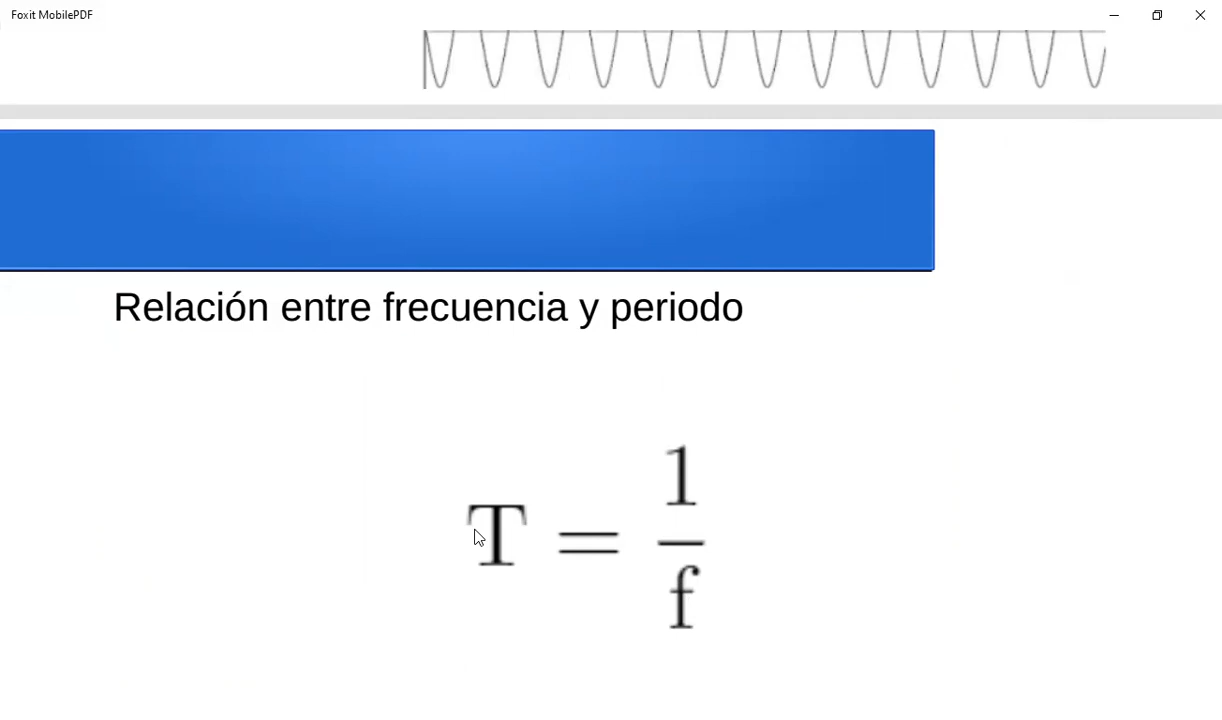 Foxit MobilePDF
Relación entre frecuencia y periodo
T = 1/f